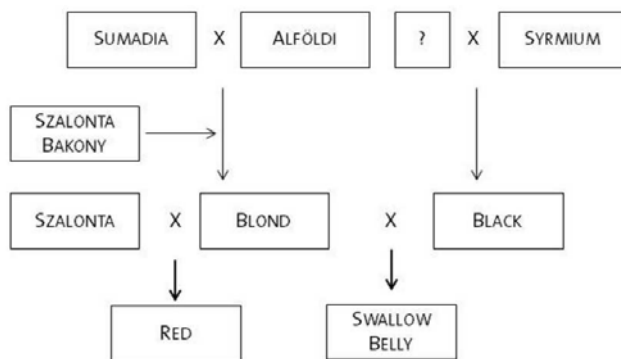 SUMADIA X ALFÖLDI ? X SYRMIUM
SZALONTA
BAKONY
SZALONTA X BLOND X BLACK
RED
SWALLOW
BELLY